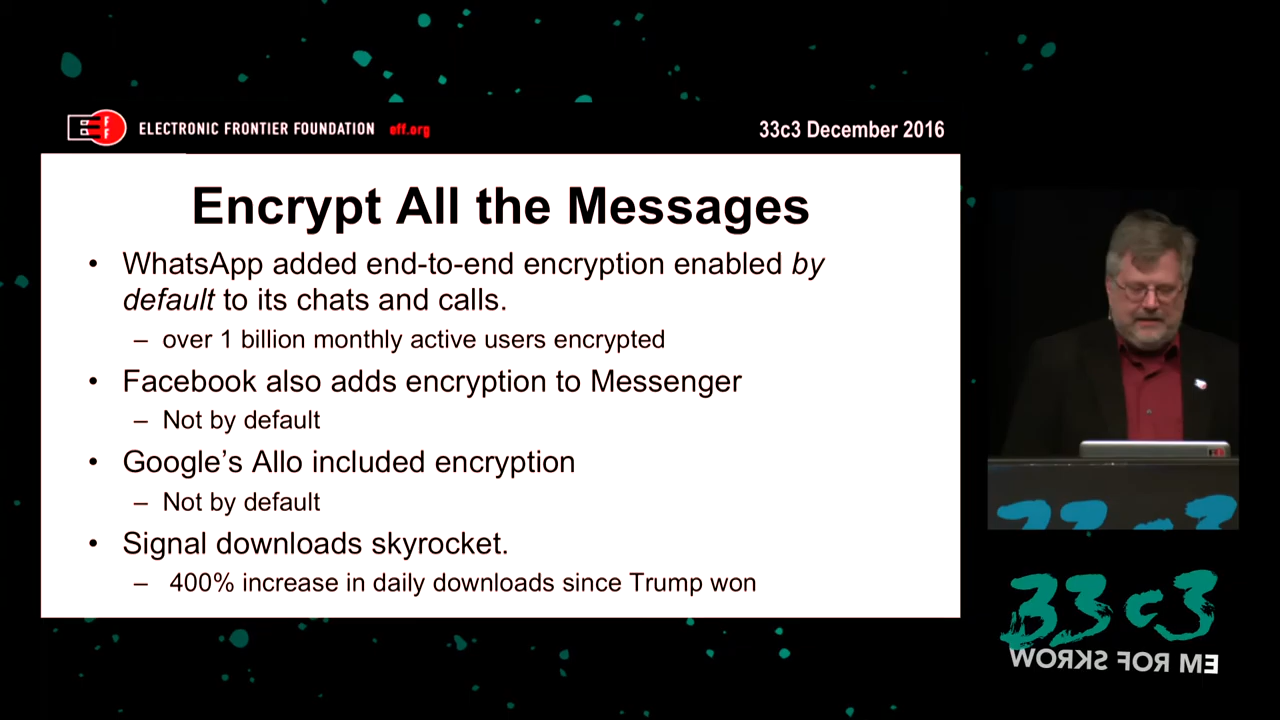 ELECTRONIC FRONTIER FOUNDATION eff.org
33c3 December 2016
Encrypt All the Messages
• WhatsApp added end-to-end encryption enabled by
default to its chats and calls.
– over 1 billion monthly active users encrypted
• Facebook also adds encryption to Messenger
– Not by default
• Google's Allo included encryption
– Not by default
• Signal downloads skyrocket.
– 400% increase in daily downloads since Trump won
33c3
33c3
WORKS FOR ME